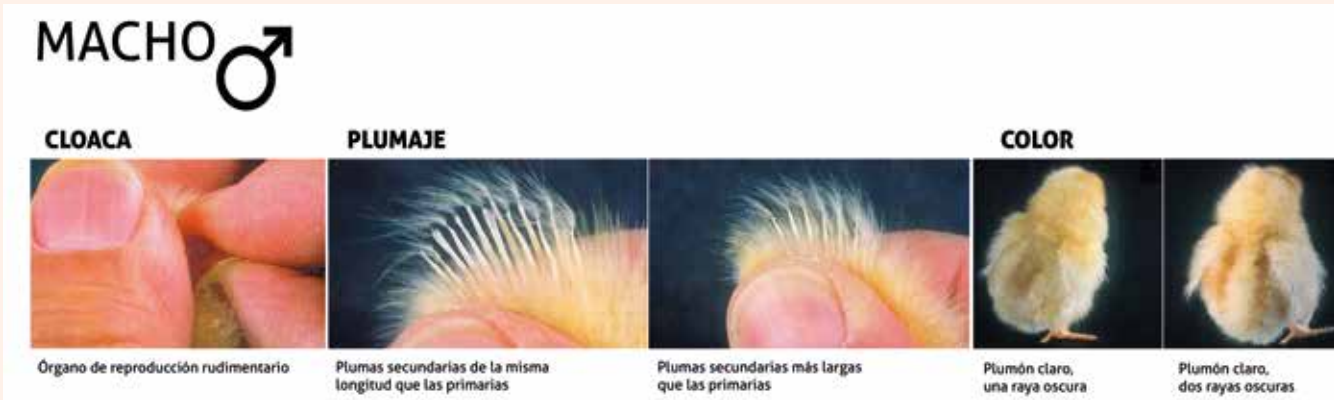 MACHO
CLOACA
PLUMAJE
COLOR
Órgano de reproducción rudimentario
Plumas secundarias de la misma
longitud que las primarias
Plumas secundarias más largas
que las primarias
Plumón claro,
una raya oscura
Plumón claro,
dos rayas oscuras